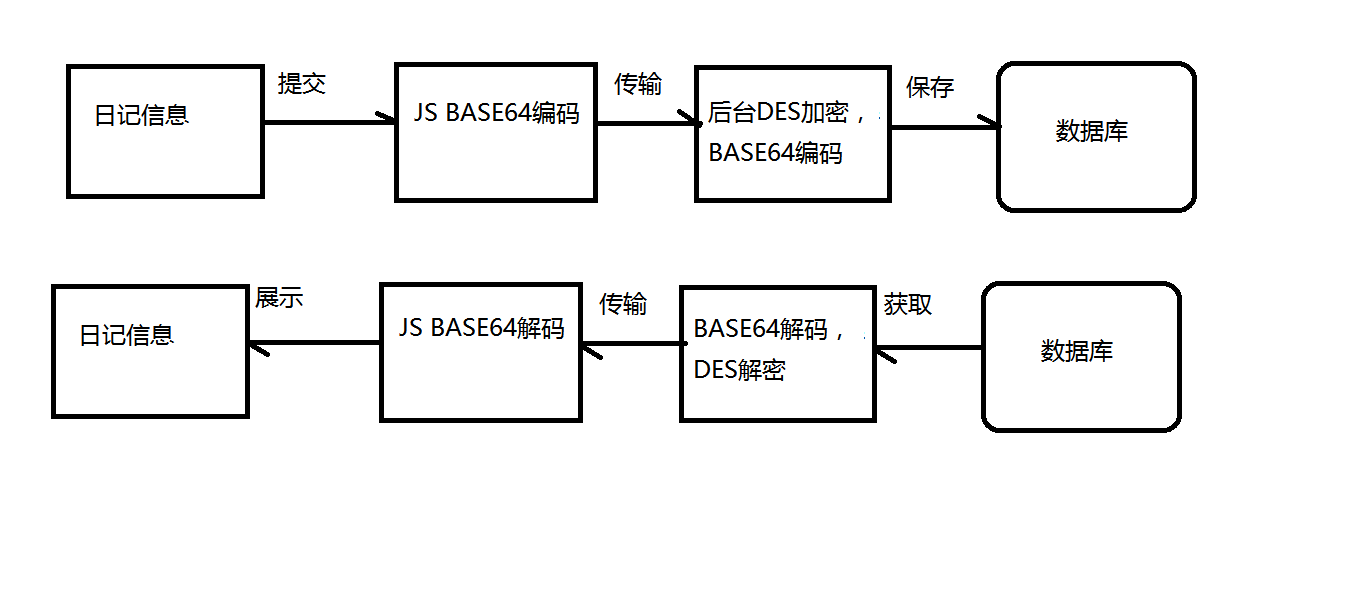 提交
传输
保存
日记信息
JS BASE64编码
后台DES加密，
BASE64编码
数据库
展示
传输
获取
日记信息
JS BASE64解码
BASE64解码，
DES解密
数据库